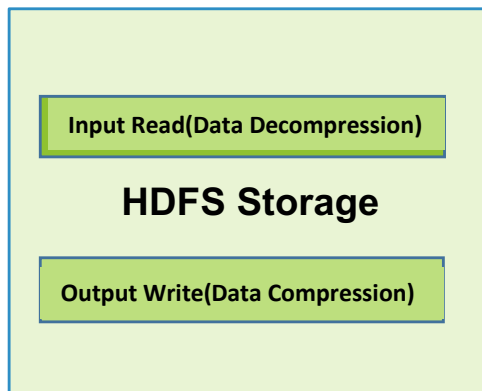 Input Read(Data Decompression)
HDFS Storage
Output Write(Data Compression)